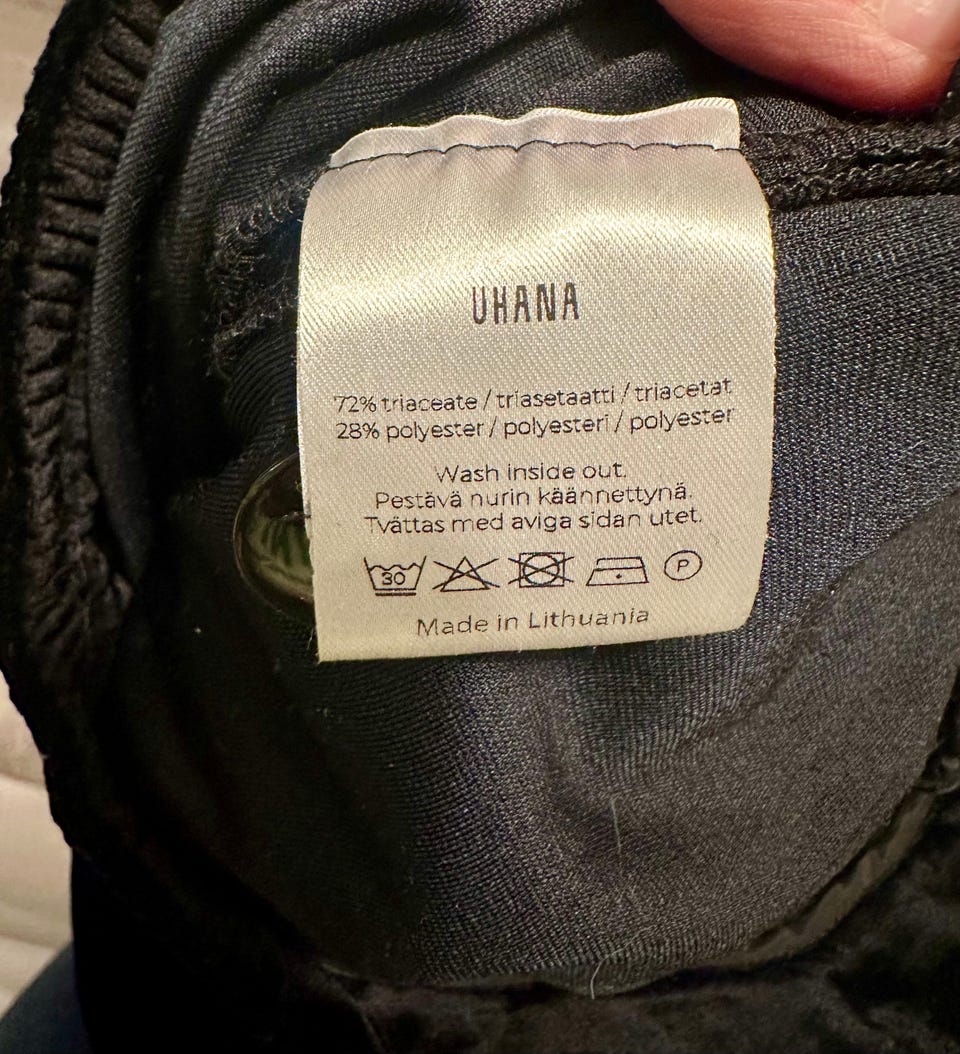 UHANA
72% triaceate / triasetaatti / triacetat
28% polyester / polyesteri / polyester
Wash inside out.
Pestävä nurin käännettynä.
Tvättas med aviga sidan utet.
30 P
Made in Lithuania